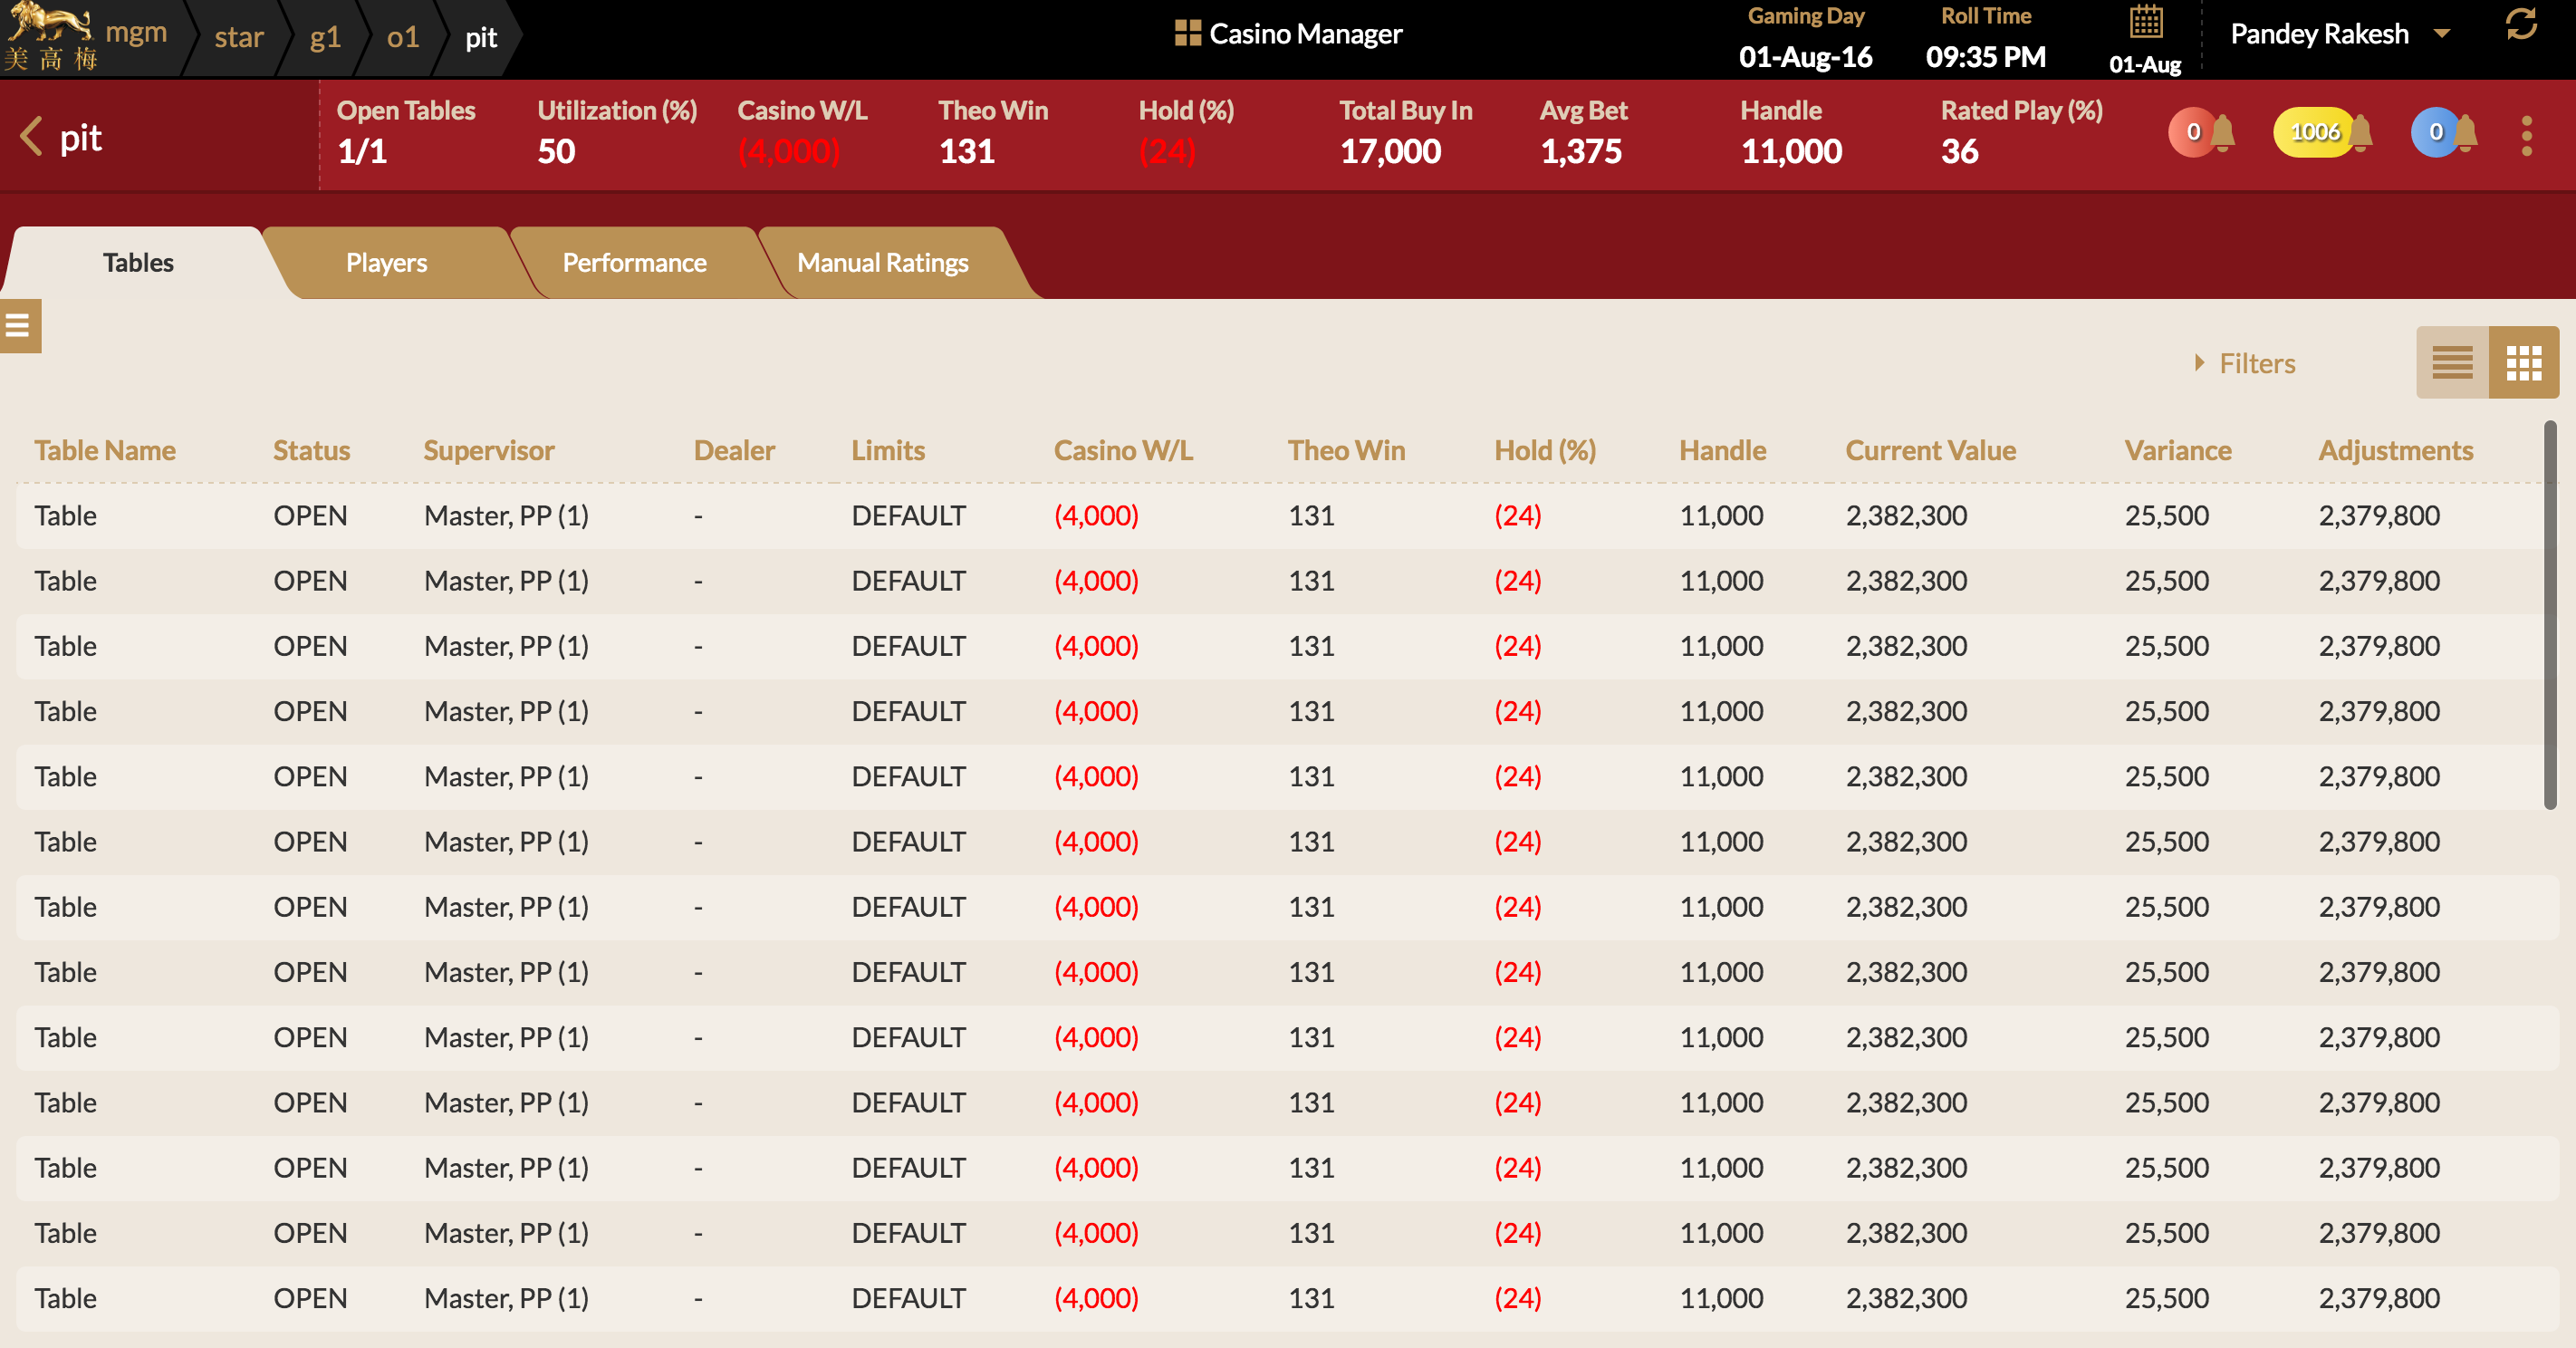 mgm star g1 o1 pit
美高梅
Casino Manager
Gaming Day
01-Aug-16
Roll Time
09:35 PM
01-Aug
Pandey Rakesh
pit
Open Tables Utilization (%) Casino W/L Theo Win Hold (%) Total Buy In Avg Bet Handle Rated Play (%)
1/1 50 (4,000) 131 (24) 17,000 1,375 11,000 36
0 1006 0
Tables Players Performance Manual Ratings
Filters
Table Name Status Supervisor Dealer Limits Casino W/L Theo Win Hold (%) Handle Current Value Variance Adjustments
Table OPEN Master, PP (1) - DEFAULT (4,000) 131 (24) 11,000 2,382,300 25,500 2,379,800
Table OPEN Master, PP (1) - DEFAULT (4,000) 131 (24) 11,000 2,382,300 25,500 2,379,800
Table OPEN Master, PP (1) - DEFAULT (4,000) 131 (24) 11,000 2,382,300 25,500 2,379,800
Table OPEN Master, PP (1) - DEFAULT (4,000) 131 (24) 11,000 2,382,300 25,500 2,379,800
Table OPEN Master, PP (1) - DEFAULT (4,000) 131 (24) 11,000 2,382,300 25,500 2,379,800
Table OPEN Master, PP (1) - DEFAULT (4,000) 131 (24) 11,000 2,382,300 25,500 2,379,800
Table OPEN Master, PP (1) - DEFAULT (4,000) 131 (24) 11,000 2,382,300 25,500 2,379,800
Table OPEN Master, PP (1) - DEFAULT (4,000) 131 (24) 11,000 2,382,300 25,500 2,379,800
Table OPEN Master, PP (1) - DEFAULT (4,000) 131 (24) 11,000 2,382,300 25,500 2,379,800
Table OPEN Master, PP (1) - DEFAULT (4,000) 131 (24) 11,000 2,382,300 25,500 2,379,800
Table OPEN Master, PP (1) - DEFAULT (4,000) 131 (24) 11,000 2,382,300 25,500 2,379,800
Table OPEN Master, PP (1) - DEFAULT (4,000) 131 (24) 11,000 2,382,300 25,500 2,379,800
Table OPEN Master, PP (1) - DEFAULT (4,000) 131 (24) 11,000 2,382,300 25,500 2,379,800